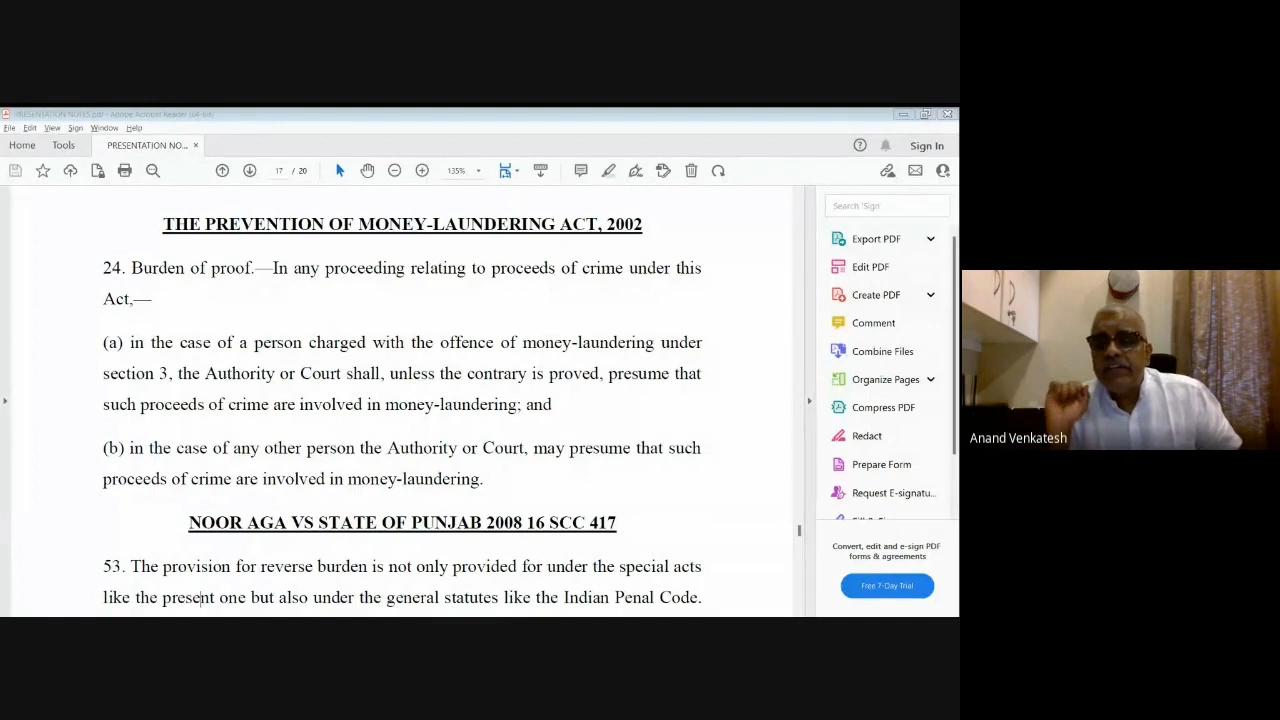 PRESENTATION NOTES.pdf - Adobe Acrobat Reader (64-bit)
File Edit View Sign Window Help
Home Tools PRESENTATION NO... × Sign In
17 / 20 135%
THE PREVENTION OF MONEY-LAUNDERING ACT, 2002
24. Burden of proof.—In any proceeding relating to proceeds of crime under this
Act,—
(a) in the case of a person charged with the offence of money-laundering under
section 3, the Authority or Court shall, unless the contrary is proved, presume that
such proceeds of crime are involved in money-laundering; and
(b) in the case of any other person the Authority or Court, may presume that such
proceeds of crime are involved in money-laundering.
NOOR AGA VS STATE OF PUNJAB 2008 16 SCC 417
53. The provision for reverse burden is not only provided for under the special acts
like the present one but also under the general statutes like the Indian Penal Code.
Search 'Sign'
Export PDF
Edit PDF
Create PDF
Comment
Combine Files
Organize Pages
Compress PDF
Redact
Prepare Form
Request E-signatu...
Convert, edit and e-sign PDF
forms & agreements
Free 7-Day Trial
Anand Venkatesh